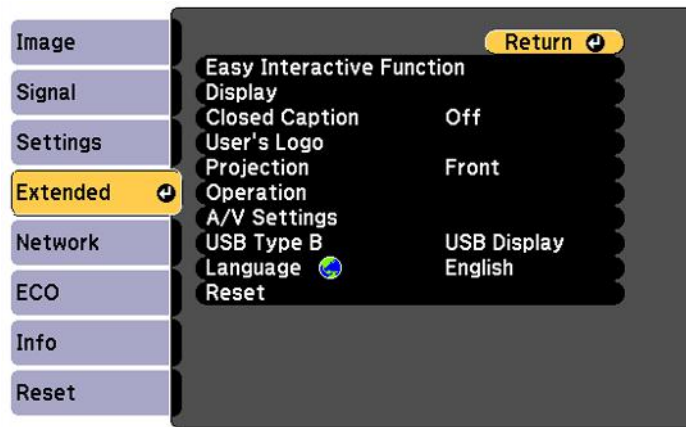 Image
Signal
Settings
Extended
Network
ECO
Info
Reset
Return
Easy Interactive Function
Display
Closed Caption Off
User's Logo
Projection Front
Operation
A/V Settings
USB Type B USB Display
Language English
Reset